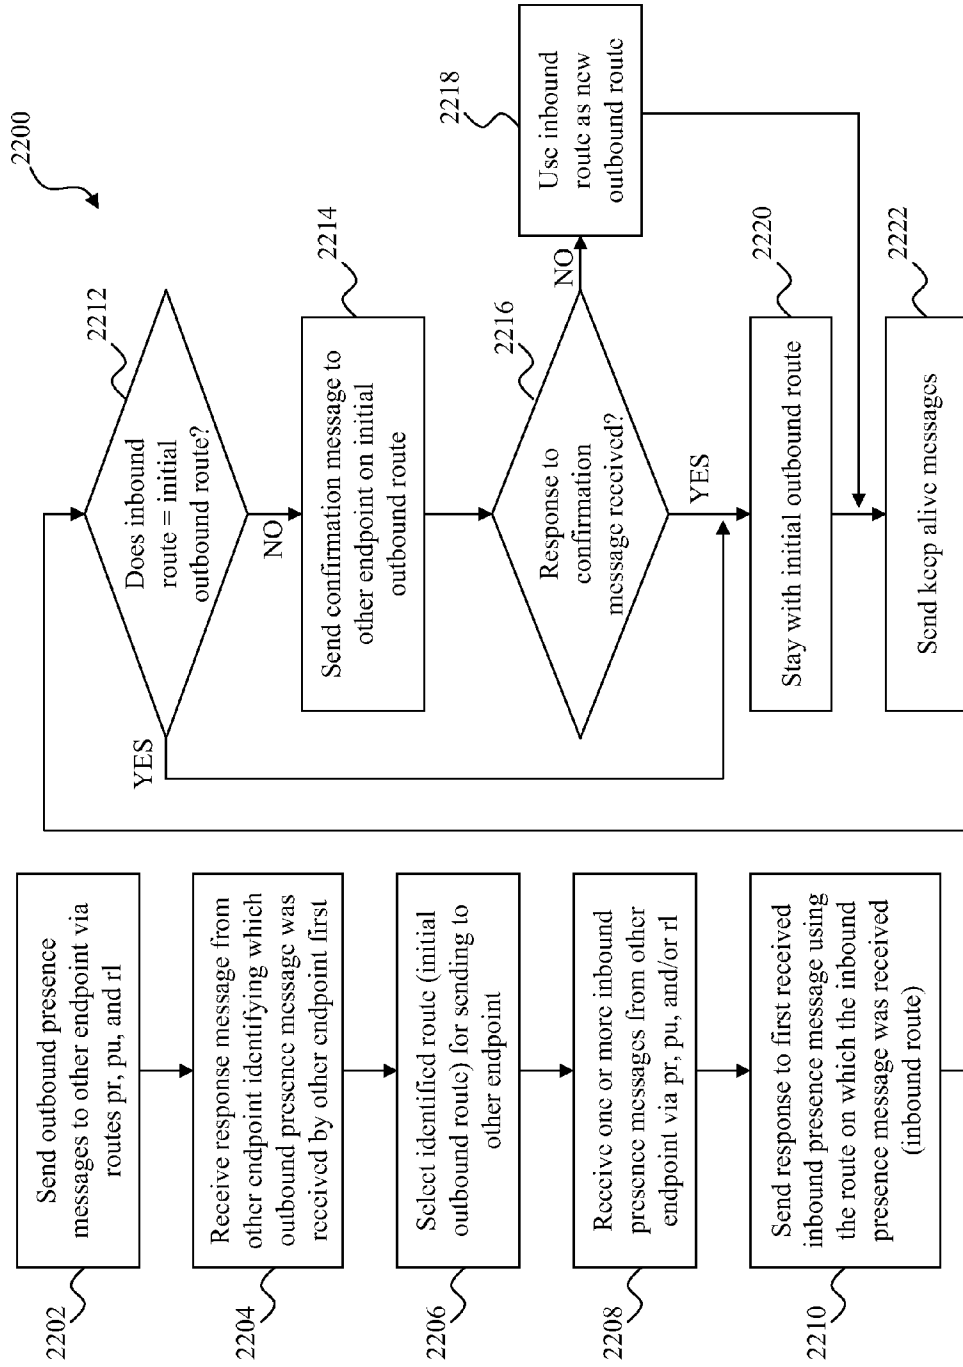 2200
2202
Send outbound presence
messages to other endpoint via
routes pr, pu, and rl
2204
Receive response message from
other endpoint identifying which
outbound presence message was
received by other endpoint first
2206
Select identified route (initial
outbound route) for sending to
other endpoint
2208
Receive one or more inbound
presence messages from other
endpoint via pr, pu, and/or rl
2210
Send response to first received
inbound presence message using
the route on which the inbound
presence message was received
(inbound route)
2212
Does inbound
route = initial
outbound route?
YES
NO
2214
Send confirmation message to
other endpoint on initial
outbound route
2216
Response to
confirmation
message received?
NO
YES
2218
Use inbound
route as new
outbound route
2220
Stay with initial outbound route
2222
Send keep alive messages